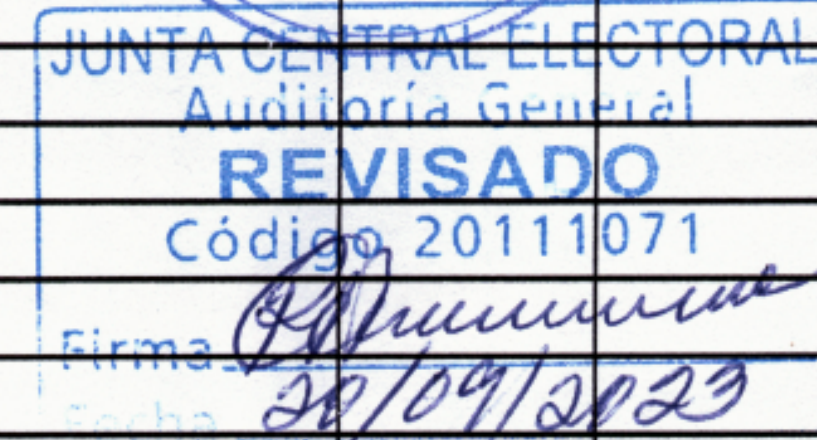 JUNTA CENTRAL ELECTORAL
Auditoría General
REVISADO
Código 20111071
Firma
Fecha 20/09/2023